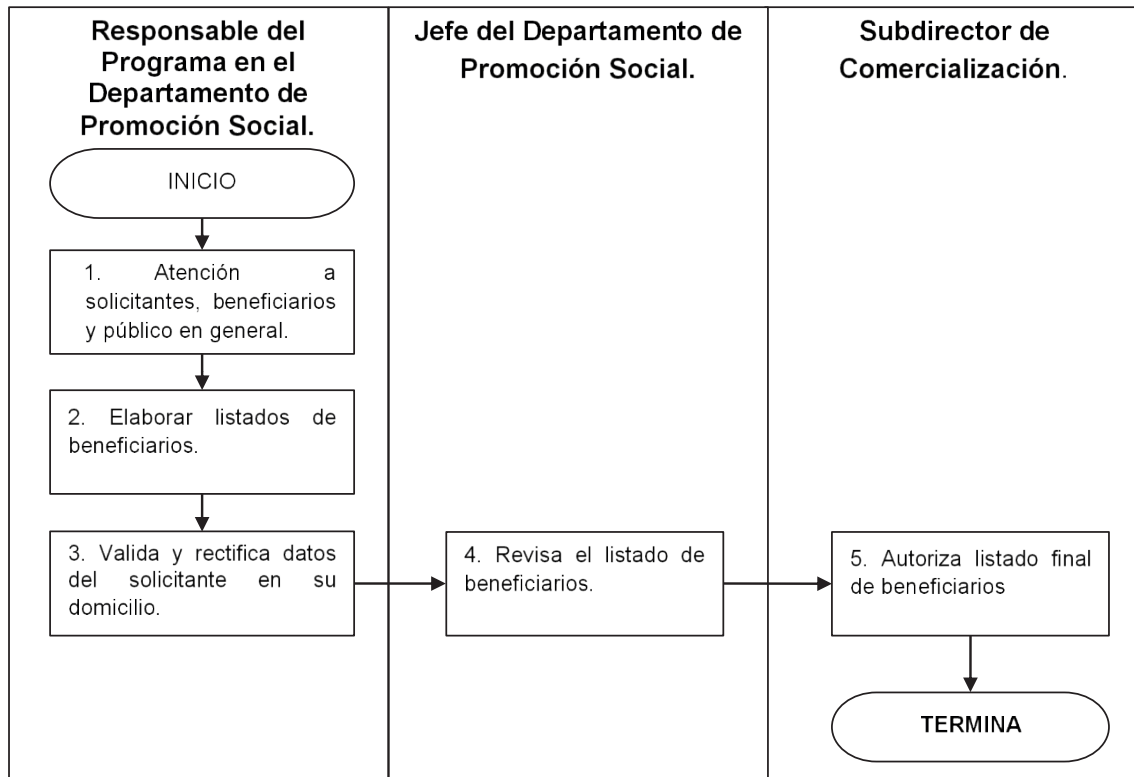 Responsable del
Programa en el
Departamento de
Promoción Social.
Jefe del Departamento de
Promoción Social.
Subdirector de
Comercialización.
INICIO
1. Atención a
solicitantes, beneficiarios
y público en general.
2. Elaborar listados de
beneficiarios.
3. Valida y rectifica datos
del solicitante en su
domicilio.
4. Revisa el listado de
beneficiarios.
5. Autoriza listado final
de beneficiarios
TERMINA